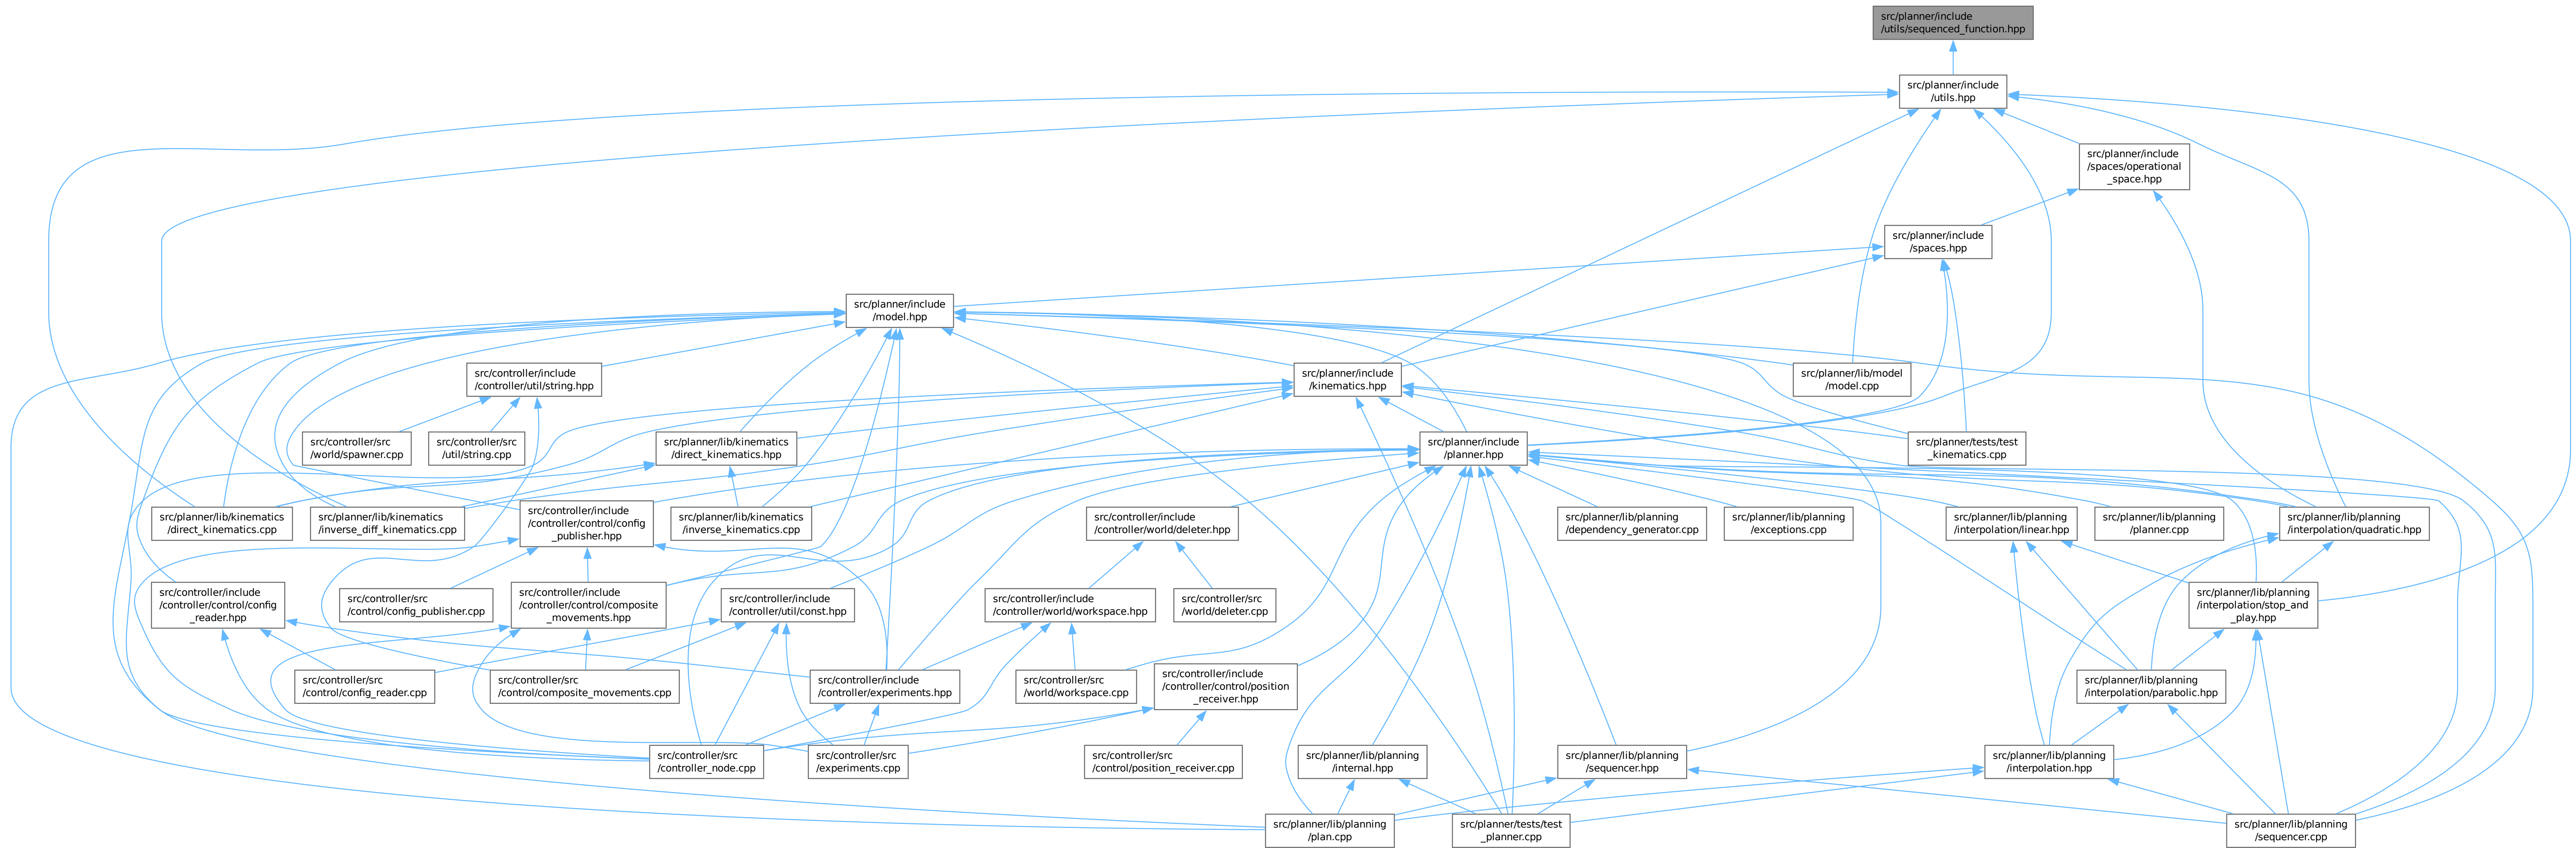 src/planner/include
/utils/sequenced_function.hpp
src/planner/include
/utils.hpp
src/planner/include
/spaces/operational
_space.hpp
src/planner/include
/spaces.hpp
src/planner/include
/model.hpp
src/controller/include
/controller/util/string.hpp
src/planner/include
/kinematics.hpp
src/planner/lib/model
/model.cpp
src/controller/src
/world/spawner.cpp
src/controller/src
/util/string.cpp
src/planner/lib/kinematics
/direct_kinematics.hpp
src/planner/include
/planner.hpp
src/planner/tests/test
_kinematics.cpp
src/planner/lib/kinematics
/direct_kinematics.cpp
src/planner/lib/kinematics
/inverse_diff_kinematics.cpp
src/controller/include
/controller/control/config
_publisher.hpp
src/planner/lib/kinematics
/inverse_kinematics.cpp
src/controller/include
/controller/world/deleter.hpp
src/planner/lib/planning
/dependency_generator.cpp
src/planner/lib/planning
/exceptions.cpp
src/planner/lib/planning
/interpolation/linear.hpp
src/planner/lib/planning
/planner.cpp
src/planner/lib/planning
/interpolation/quadratic.hpp
src/controller/include
/controller/control/config
_reader.hpp
src/controller/src
/control/config_publisher.cpp
src/controller/include
/controller/control/composite
_movements.hpp
src/controller/include
/controller/util/const.hpp
src/controller/include
/controller/world/workspace.hpp
src/controller/src
/world/deleter.cpp
src/planner/lib/planning
/interpolation/stop_and
_play.hpp
src/controller/src
/control/config_reader.cpp
src/controller/src
/control/composite_movements.cpp
src/controller/include
/controller/experiments.hpp
src/controller/src
/world/workspace.cpp
src/controller/include
/controller/control/position
_receiver.hpp
src/planner/lib/planning
/interpolation/parabolic.hpp
src/controller/src
/controller_node.cpp
src/controller/src
/experiments.cpp
src/controller/src
/control/position_receiver.cpp
src/planner/lib/planning
/internal.hpp
src/planner/lib/planning
/sequencer.hpp
src/planner/lib/planning
/interpolation.hpp
src/planner/lib/planning
/plan.cpp
src/planner/tests/test
_planner.cpp
src/planner/lib/planning
/sequencer.cpp